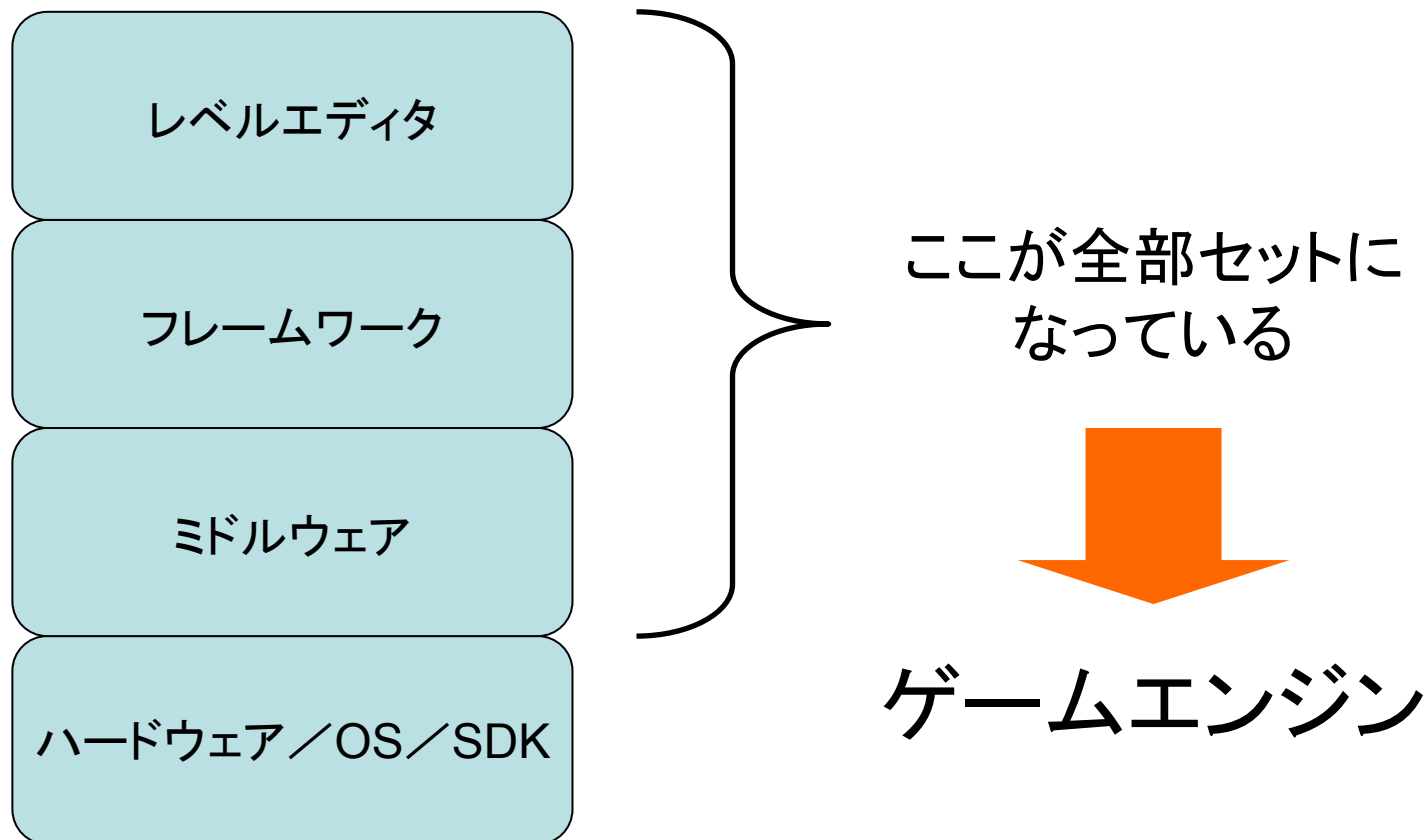 レベルエディタ
フレームワーク
ミドルウェア
ハードウェア／OS／SDK
ここが全部セットに
なっている
ゲームエンジン